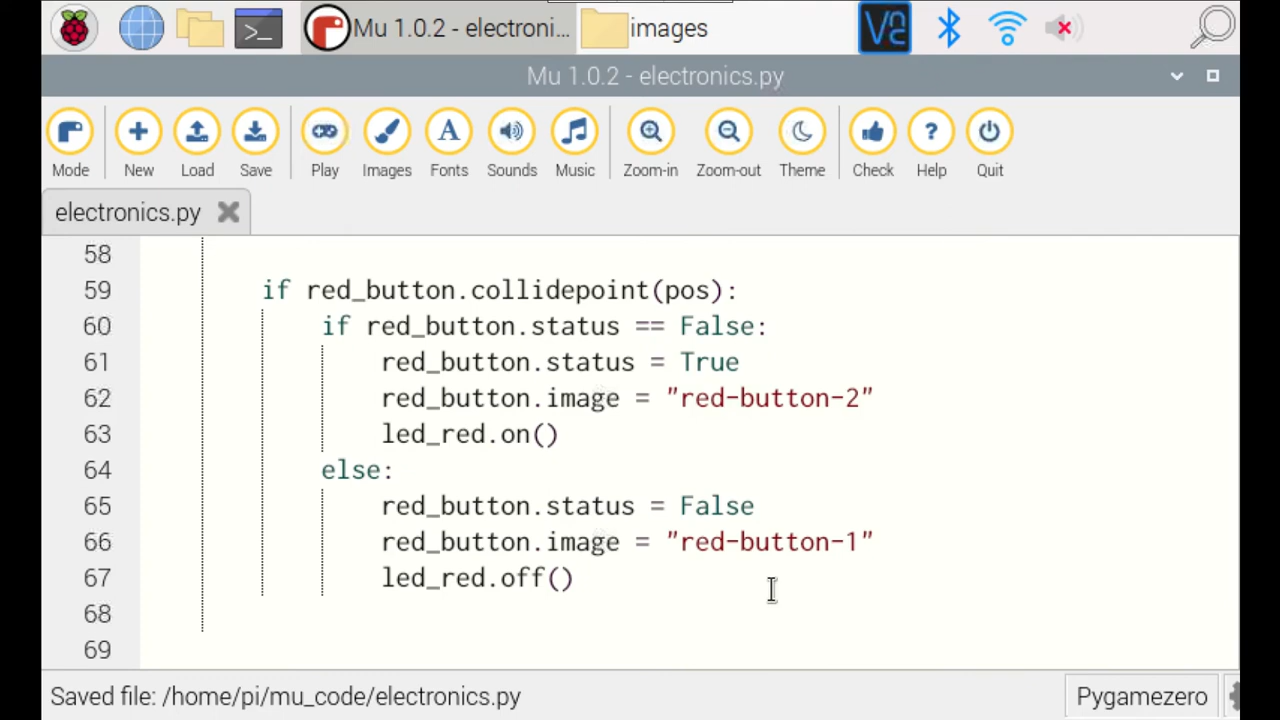 Mu 1.0.2 - electroni... images
Mu 1.0.2 - electronics.py
Mode New Load Save Play Images Fonts Sounds Music Zoom-in Zoom-out Theme Check Help Quit
electronics.py
58
59 if red_button.collidepoint(pos):
60 if red_button.status == False:
61 red_button.status = True
62 red_button.image = "red-button-2"
63 led_red.on()
64 else:
65 red_button.status = False
66 red_button.image = "red-button-1"
67 led_red.off()
68
69
Saved file: /home/pi/mu_code/electronics.py Pygamezero